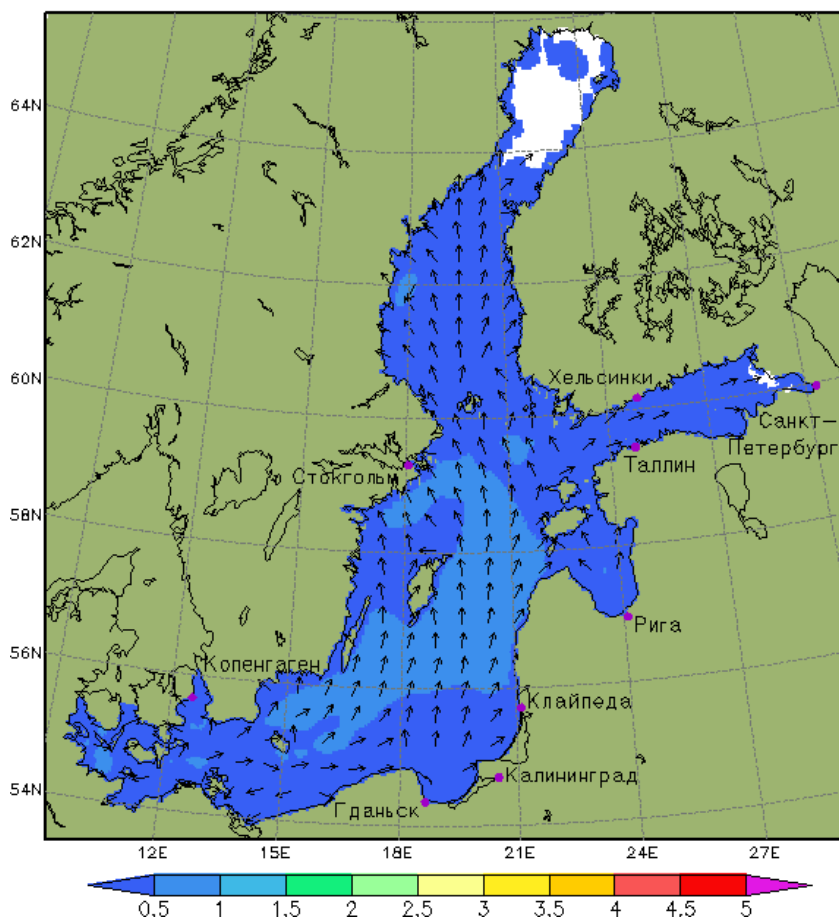 64N
62N
60N
58N
56N
54N
Хельсинки
Санкт-
Петербург
Таллин
Стокгольм
Рига
Копенгаген
Клайпеда
Калининград
Гданьск
12E 15E 18E 21E 24E 27E
0.5 1 1.5 2 2.5 3 3.5 4 4.5 5